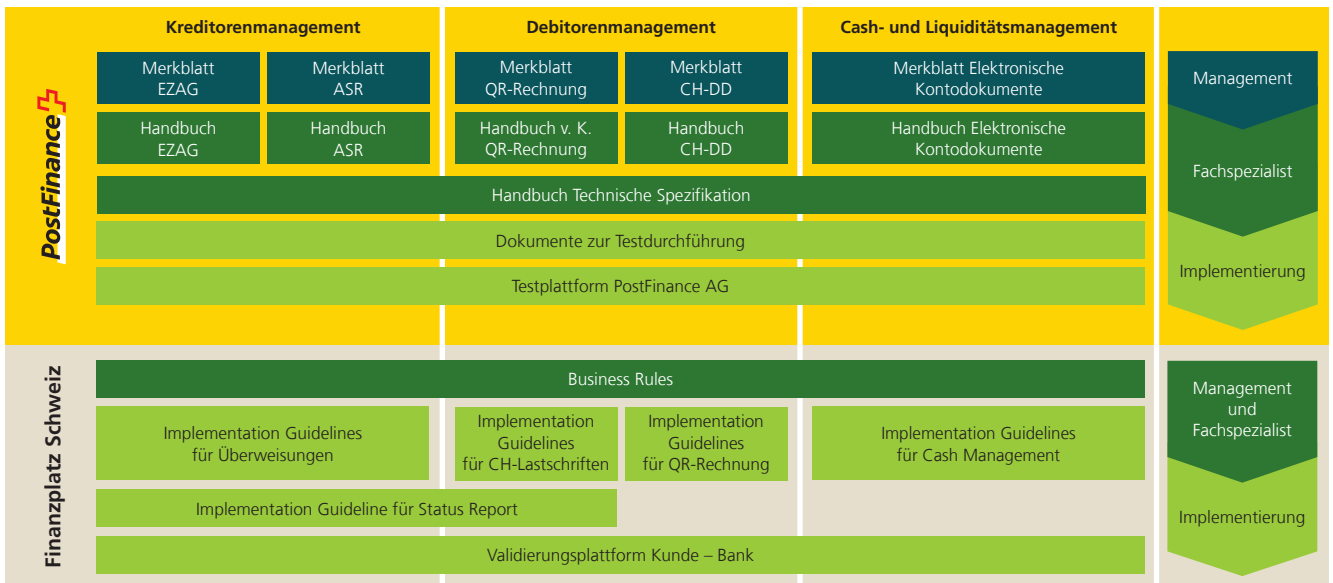 Kreditorenmanagement
Debitorenmanagement
Cash- und Liquiditätsmanagement
PostFinance
Merkblatt
EZAG
Merkblatt
ASR
Merkblatt
QR-Rechnung
Merkblatt
CH-DD
Merkblatt Elektronische
Kontodokumente
Management
Handbuch
EZAG
Handbuch
ASR
Handbuch v. K.
QR-Rechnung
Handbuch
CH-DD
Handbuch Elektronische
Kontodokumente
Fachspezialist
Handbuch Technische Spezifikation
Dokumente zur Testdurchführung
Testplattform PostFinance AG
Implementierung
Finanzplatz Schweiz
Business Rules
Management
und
Fachspezialist
Implementation Guidelines
für Überweisungen
Implementation
Guidelines
für CH-Lastschriften
Implementation
Guidelines
für QR-Rechnung
Implementation Guidelines
für Cash Management
Implementation Guideline für Status Report
Implementierung
Validierungsplattform Kunde – Bank